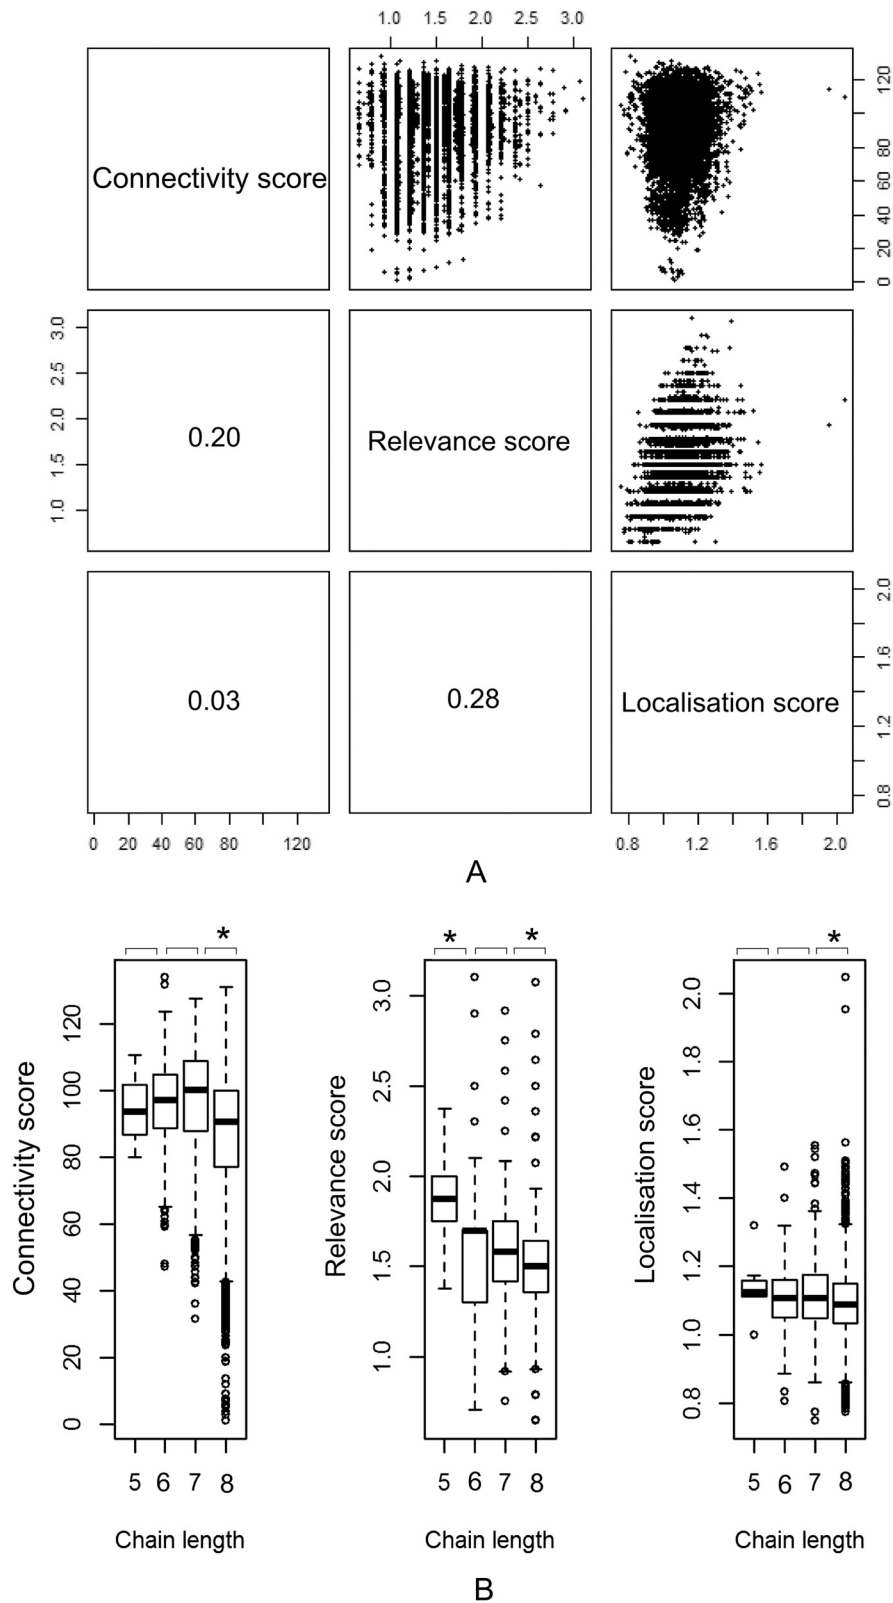 1.0 1.5 2.0 2.5 3.0
Connectivity score
0 20 40 60 80 120
1.0 1.5 2.0 2.5 3.0
0.20
Relevance score
0.03
0.28
Localisation score
0.8 1.2 1.6 2.0
0 20 40 60 80 120
0.8 1.2 1.6 2.0
A
* * * *
Connectivity score
0 20 40 60 80 100 120
5 6 7 8
Chain length
Relevance score
1.0 1.5 2.0 2.5 3.0
5 6 7 8
Chain length
Localisation score
0.8 1.0 1.2 1.4 1.6 1.8 2.0
5 6 7 8
Chain length
B